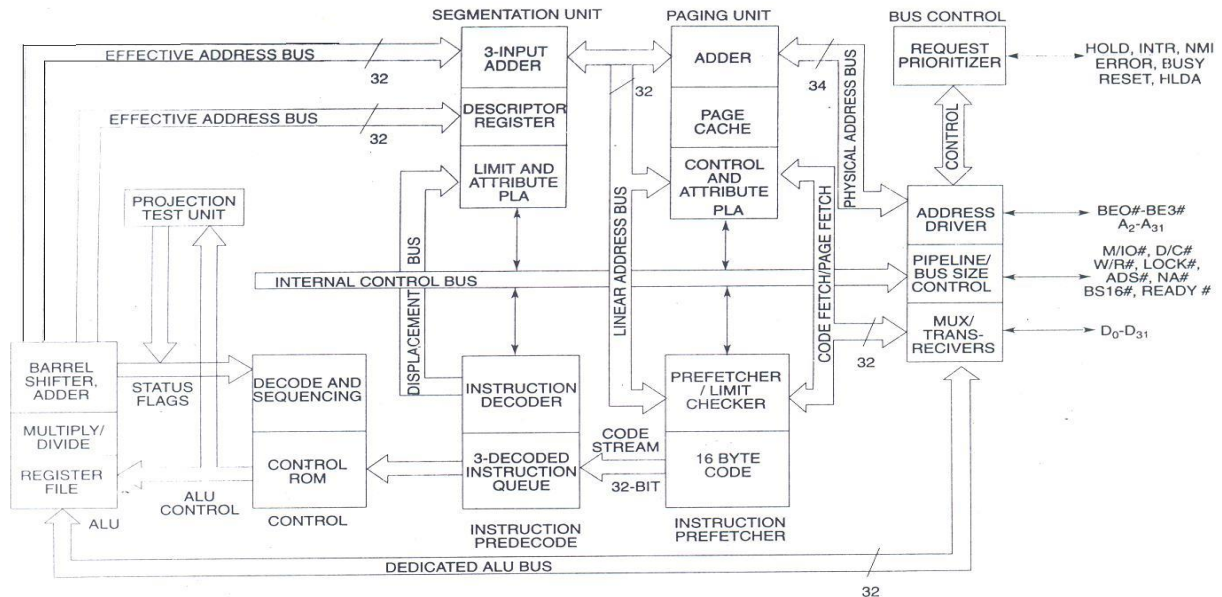 SEGMENTATION UNIT
PAGING UNIT
BUS CONTROL
EFFECTIVE ADDRESS BUS
32
3-INPUT
ADDER
ADDER
32
34
REQUEST
PRIORITIZER
HOLD, INTR, NMI
ERROR, BUSY
RESET, HLDA
EFFECTIVE ADDRESS BUS
32
DESCRIPTOR
REGISTER
PAGE
CACHE
PHYSICAL ADDRESS BUS
CONTROL
LIMIT AND
ATTRIBUTE
PLA
CONTROL
AND
ATTRIBUTE
PLA
PROJECTION
TEST UNIT
ADDRESS
DRIVER
BEO#-BE3#
A2-A31
INTERNAL CONTROL BUS
DISPLACEMENT BUS
LINEAR ADDRESS BUS
CODE FETCH/PAGE FETCH
PIPELINE/
BUS SIZE
CONTROL
M/IO#, D/C#
W/R#, LOCK#,
ADS#, NA#
BS16#, READY #
MUX/
TRANS-
RECIVERS
D0-D31
32
BARREL
SHIFTER,
ADDER
STATUS
FLAGS
DECODE AND
SEQUENCING
INSTRUCTION
DECODER
PREFETCHER
/ LIMIT
CHECKER
MULTIPLY/
DIVIDE
REGISTER
FILE
ALU
ALU
CONTROL
CONTROL
ROM
CONTROL
3-DECODED
INSTRUCTION
QUEUE
INSTRUCTION
PREDECODE
CODE
STREAM
32-BIT
16 BYTE
CODE
INSTRUCTION
PREFETCHER
DEDICATED ALU BUS
32